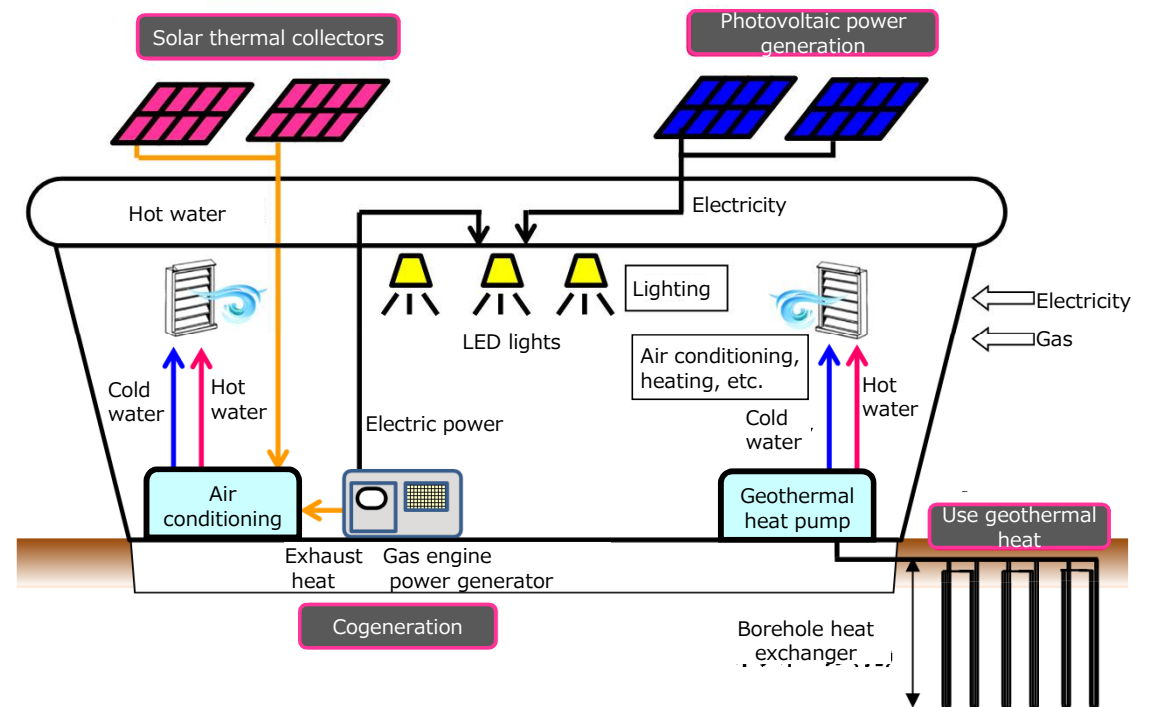 Solar thermal collectors
Photovoltaic power
generation
Hot water
Electricity
Lighting
LED lights
Electricity
Gas
Air conditioning,
heating, etc.
Cold
water
Hot
water
Electric power
Cold
water
Hot
water
Air
conditioning
Geothermal
heat pump
Use geothermal
heat
Exhaust
heat
Gas engine
power generator
Cogeneration
Borehole heat
exchanger